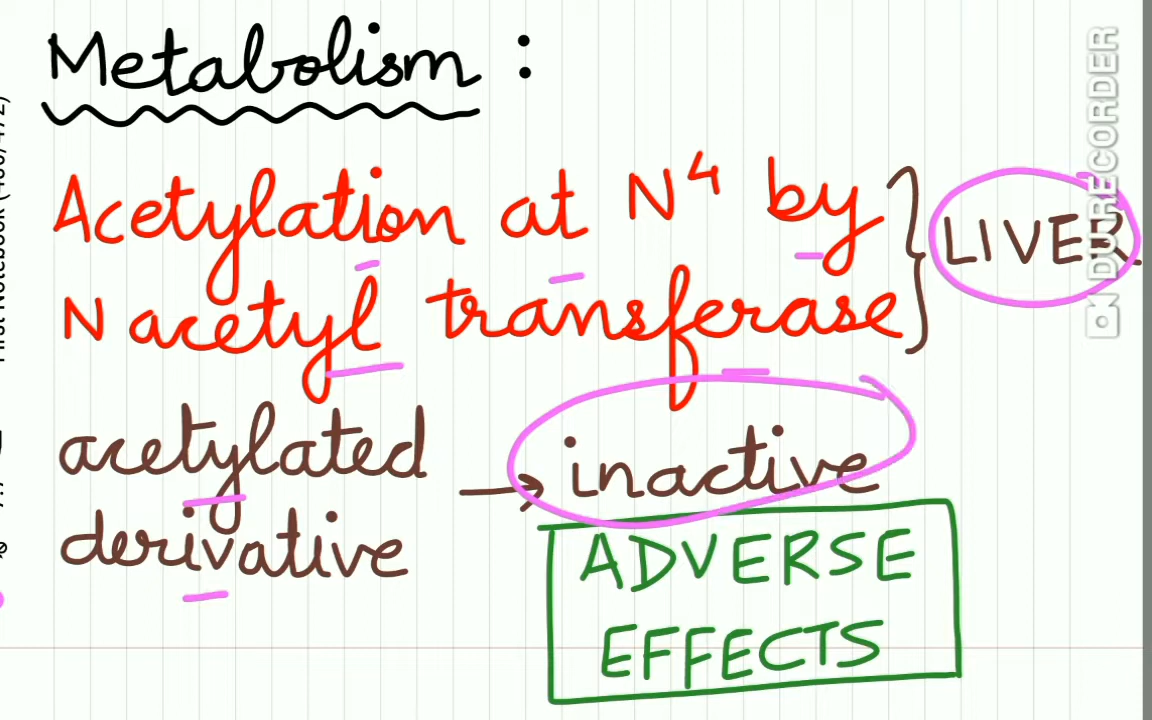 Metabolism :
Acetylation at N⁴ by
N acetyl transferase
LIVER
acetylated → inactive
derivative
ADVERSE
EFFECTS
DU RECORDER